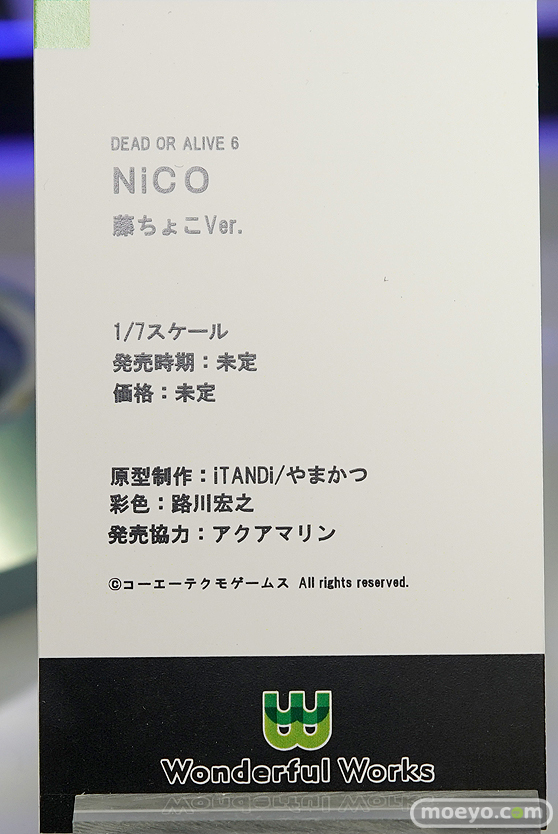 DEAD OR ALIVE 6
NiCO
藤ちょこVer.
1/7スケール
発売時期：未定
価格：未定
原型制作：iTANDi/やまかつ
彩色：路川宏之
発売協力：アクアマリン
©コーエーテクモゲームス All rights reserved.
Wonderful Works
moeyo.com